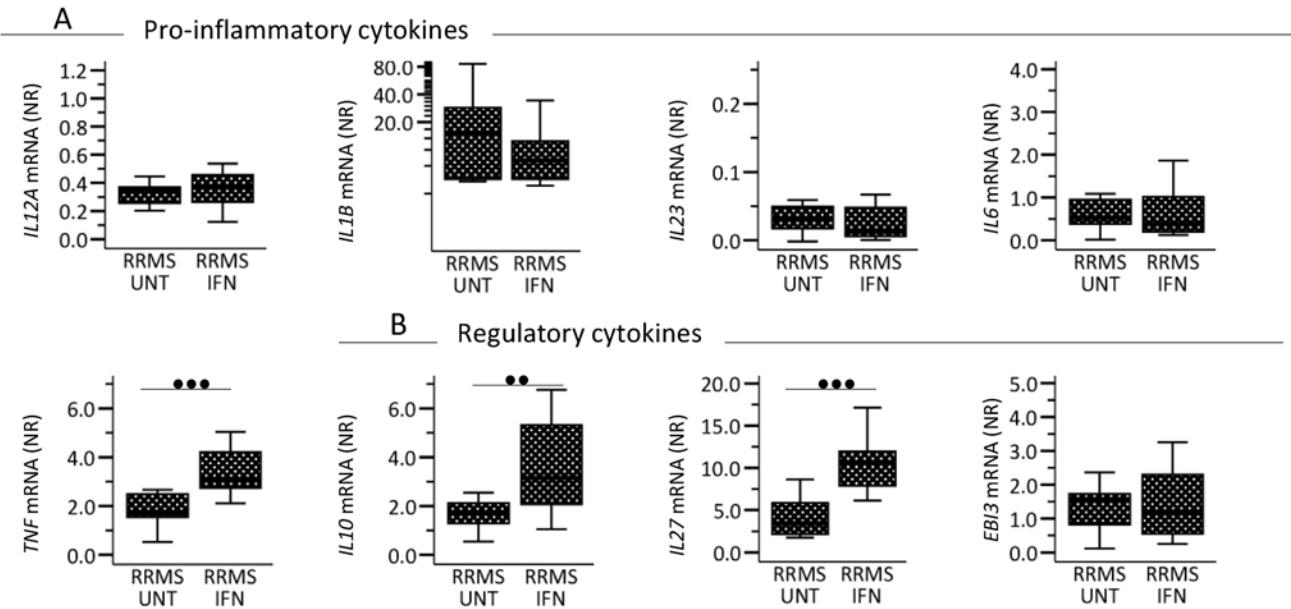 A
Pro-inflammatory cytokines
IL12A mRNA (NR)
1.2
1.0
0.8
0.6
0.4
0.2
0.0
RRMS RRMS
UNT IFN
IL1B mRNA (NR)
80.0
40.0
20.0
RRMS RRMS
UNT IFN
IL23 mRNA (NR)
0.2
0.1
0.0
RRMS RRMS
UNT IFN
IL6 mRNA (NR)
4.0
3.0
2.0
1.0
0.0
RRMS RRMS
UNT IFN
TNF mRNA (NR)
6.0
4.0
2.0
0.0
RRMS RRMS
UNT IFN
B
Regulatory cytokines
IL10 mRNA (NR)
6.0
4.0
2.0
0.0
RRMS RRMS
UNT IFN
IL27 mRNA (NR)
20.0
15.0
10.0
5.0
0.0
RRMS RRMS
UNT IFN
EBI3 mRNA (NR)
5.0
4.0
3.0
2.0
1.0
0.0
RRMS RRMS
UNT IFN